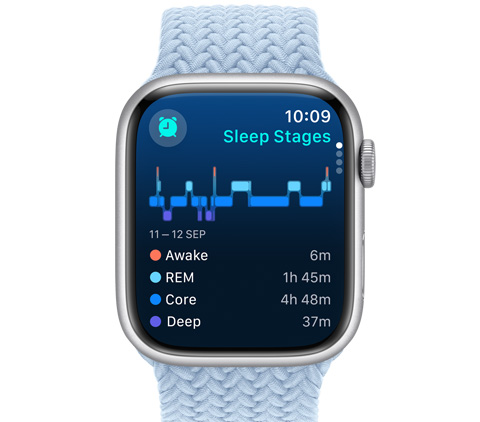 10:09
Sleep Stages
11 – 12 SEP
Awake 6m
REM 1h 45m
Core 4h 48m
Deep 37m